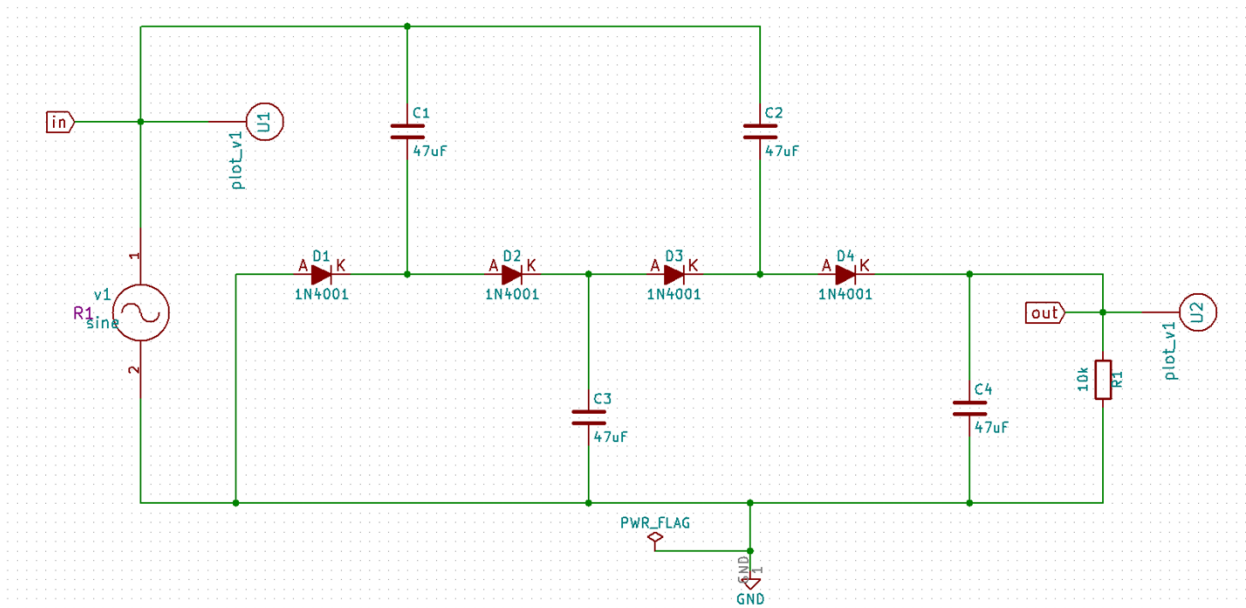 in
U1
plot_v1
C1
47uF
C2
47uF
1
v1
R1
sine
2
A
D1
K
1N4001
A
D2
K
1N4001
A
D3
K
1N4001
A
D4
K
1N4001
out
U2
plot_v1
10k
R1
C3
47uF
C4
47uF
PWR_FLAG
GND
1
GND